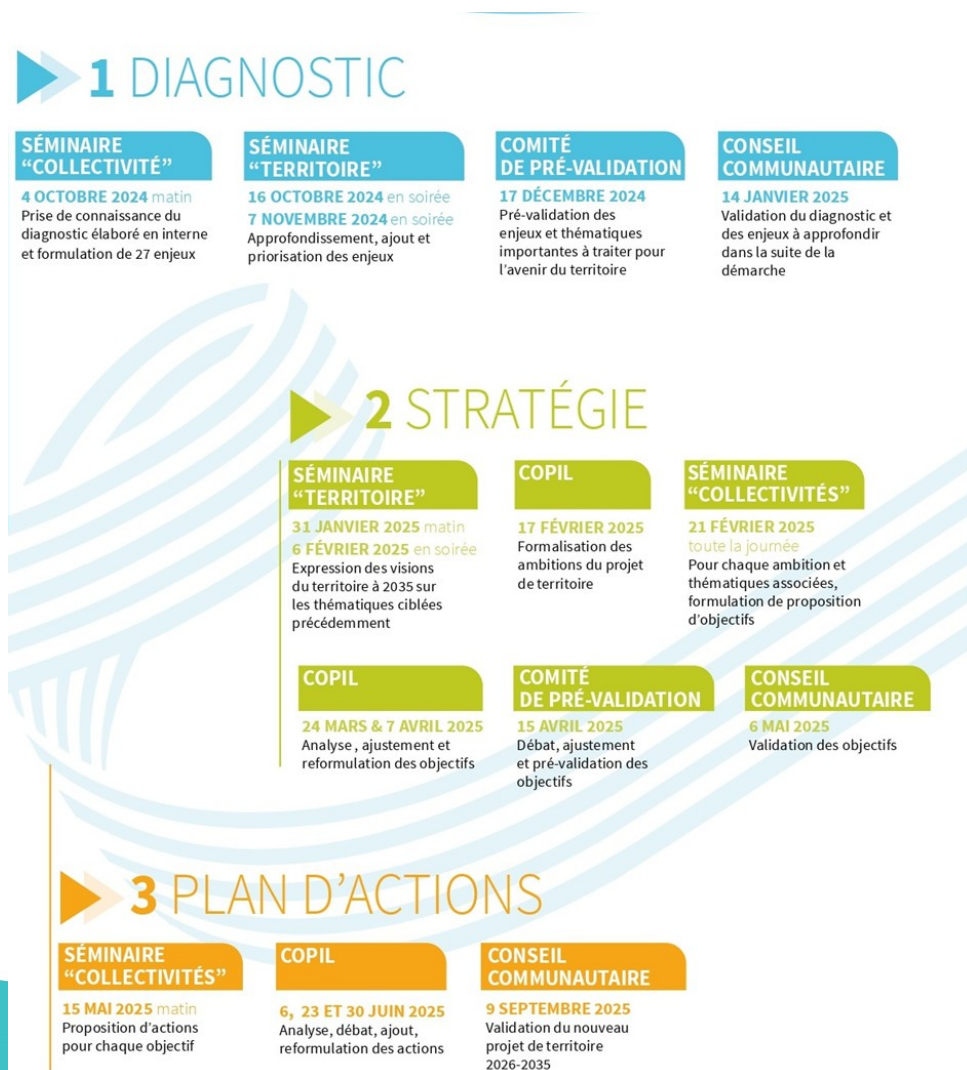 1 DIAGNOSTIC
SÉMINAIRE
“COLLECTIVITÉ”
4 OCTOBRE 2024 matin
Prise de connaissance du
diagnostic élaboré en interne
et formulation de 27 enjeux
SÉMINAIRE
“TERRITOIRE”
16 OCTOBRE 2024 en soirée
7 NOVEMBRE 2024 en soirée
Approfondissement, ajout et
priorisation des enjeux
COMITÉ
DE PRÉ-VALIDATION
17 DÉCEMBRE 2024
Pré-validation des
enjeux et thématiques
importantes à traiter pour
l’avenir du territoire
CONSEIL
COMMUNAUTAIRE
14 JANVIER 2025
Validation du diagnostic et
des enjeux à approfondir
dans la suite de la
démarche
2 STRATÉGIE
SÉMINAIRE
“TERRITOIRE”
31 JANVIER 2025 matin
6 FÉVRIER 2025 en soirée
Expression des visions
du territoire à 2035 sur
les thématiques ciblées
précédemment
COPIL
17 FÉVRIER 2025
Formalisation des
ambitions du projet
de territoire
SÉMINAIRE
“COLLECTIVITÉS”
21 FÉVRIER 2025
toute la journée
Pour chaque ambition et
thématiques associées,
formulation de proposition
d’objectifs
COPIL
24 MARS & 7 AVRIL 2025
Analyse , ajustement et
reformulation des objectifs
COMITÉ
DE PRÉ-VALIDATION
15 AVRIL 2025
Débat, ajustement
et pré-validation des
objectifs
CONSEIL
COMMUNAUTAIRE
6 MAI 2025
Validation des objectifs
3 PLAN D’ACTIONS
SÉMINAIRE
“COLLECTIVITÉS”
15 MAI 2025 matin
Proposition d’actions
pour chaque objectif
COPIL
6, 23 ET 30 JUIN 2025
Analyse, débat, ajout,
reformulation des actions
CONSEIL
COMMUNAUTAIRE
9 SEPTEMBRE 2025
Validation du nouveau
projet de territoire
2026-2035